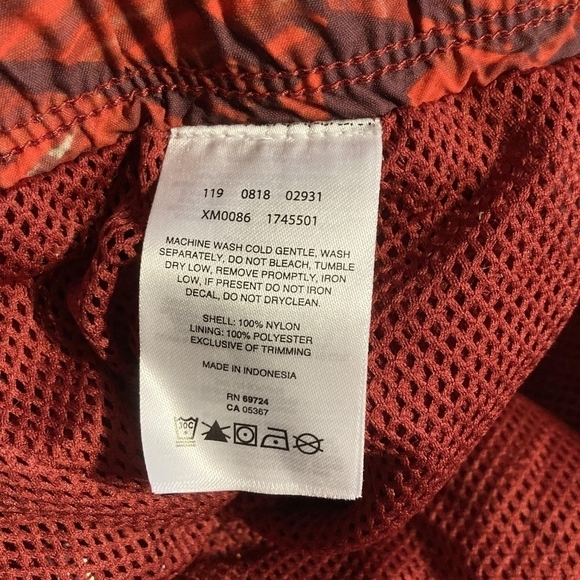 119 0818 02931
XM0086 1745501
MACHINE WASH COLD GENTLE, WASH
SEPARATELY, DO NOT BLEACH, TUMBLE
DRY LOW, REMOVE PROMPTLY, IRON
LOW, IF PRESENT DO NOT IRON
DECAL, DO NOT DRYCLEAN.
SHELL: 100% NYLON
LINING: 100% POLYESTER
EXCLUSIVE OF TRIMMING
MADE IN INDONESIA
RN 69724
CA 05367
30C